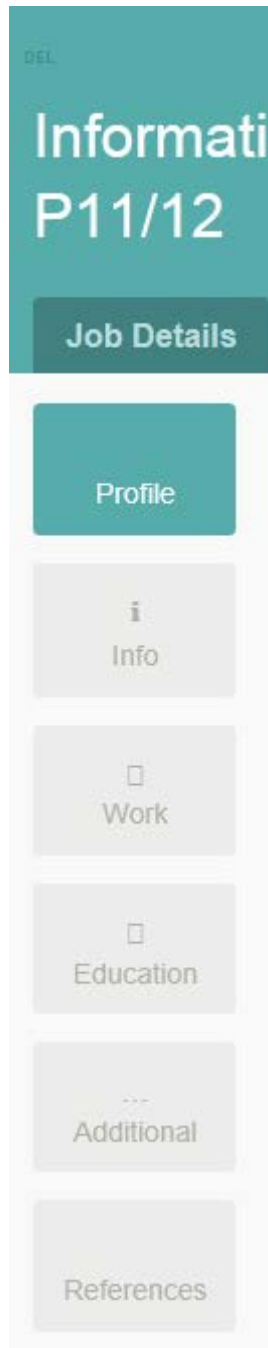 DEL
Informati
P11/12
Job Details
Profile
i
Info
Work
Education
...
Additional
References